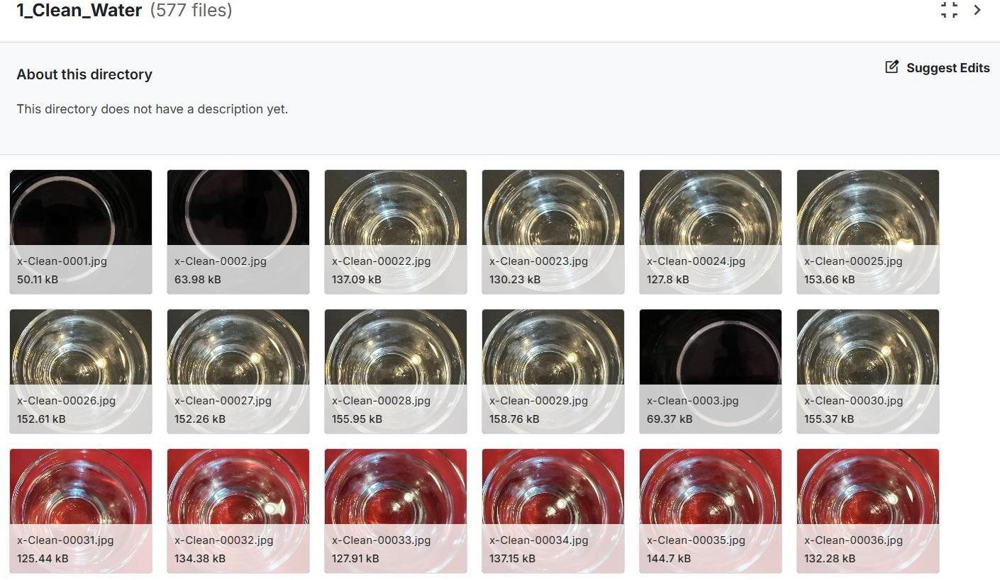 1_Clean_Water (577 files)
About this directory
Suggest Edits
This directory does not have a description yet.
x-Clean-0001.jpg
50.11 kB
x-Clean-0002.jpg
63.98 kB
x-Clean-00022.jpg
137.09 kB
x-Clean-00023.jpg
130.23 kB
x-Clean-00024.jpg
127.8 kB
x-Clean-00025.jpg
153.66 kB
x-Clean-00026.jpg
152.61 kB
x-Clean-00027.jpg
152.26 kB
x-Clean-00028.jpg
155.95 kB
x-Clean-00029.jpg
158.76 kB
x-Clean-0003.jpg
69.37 kB
x-Clean-00030.jpg
155.37 kB
x-Clean-00031.jpg
125.44 kB
x-Clean-00032.jpg
134.38 kB
x-Clean-00033.jpg
127.91 kB
x-Clean-00034.jpg
137.15 kB
x-Clean-00035.jpg
144.7 kB
x-Clean-00036.jpg
132.28 kB